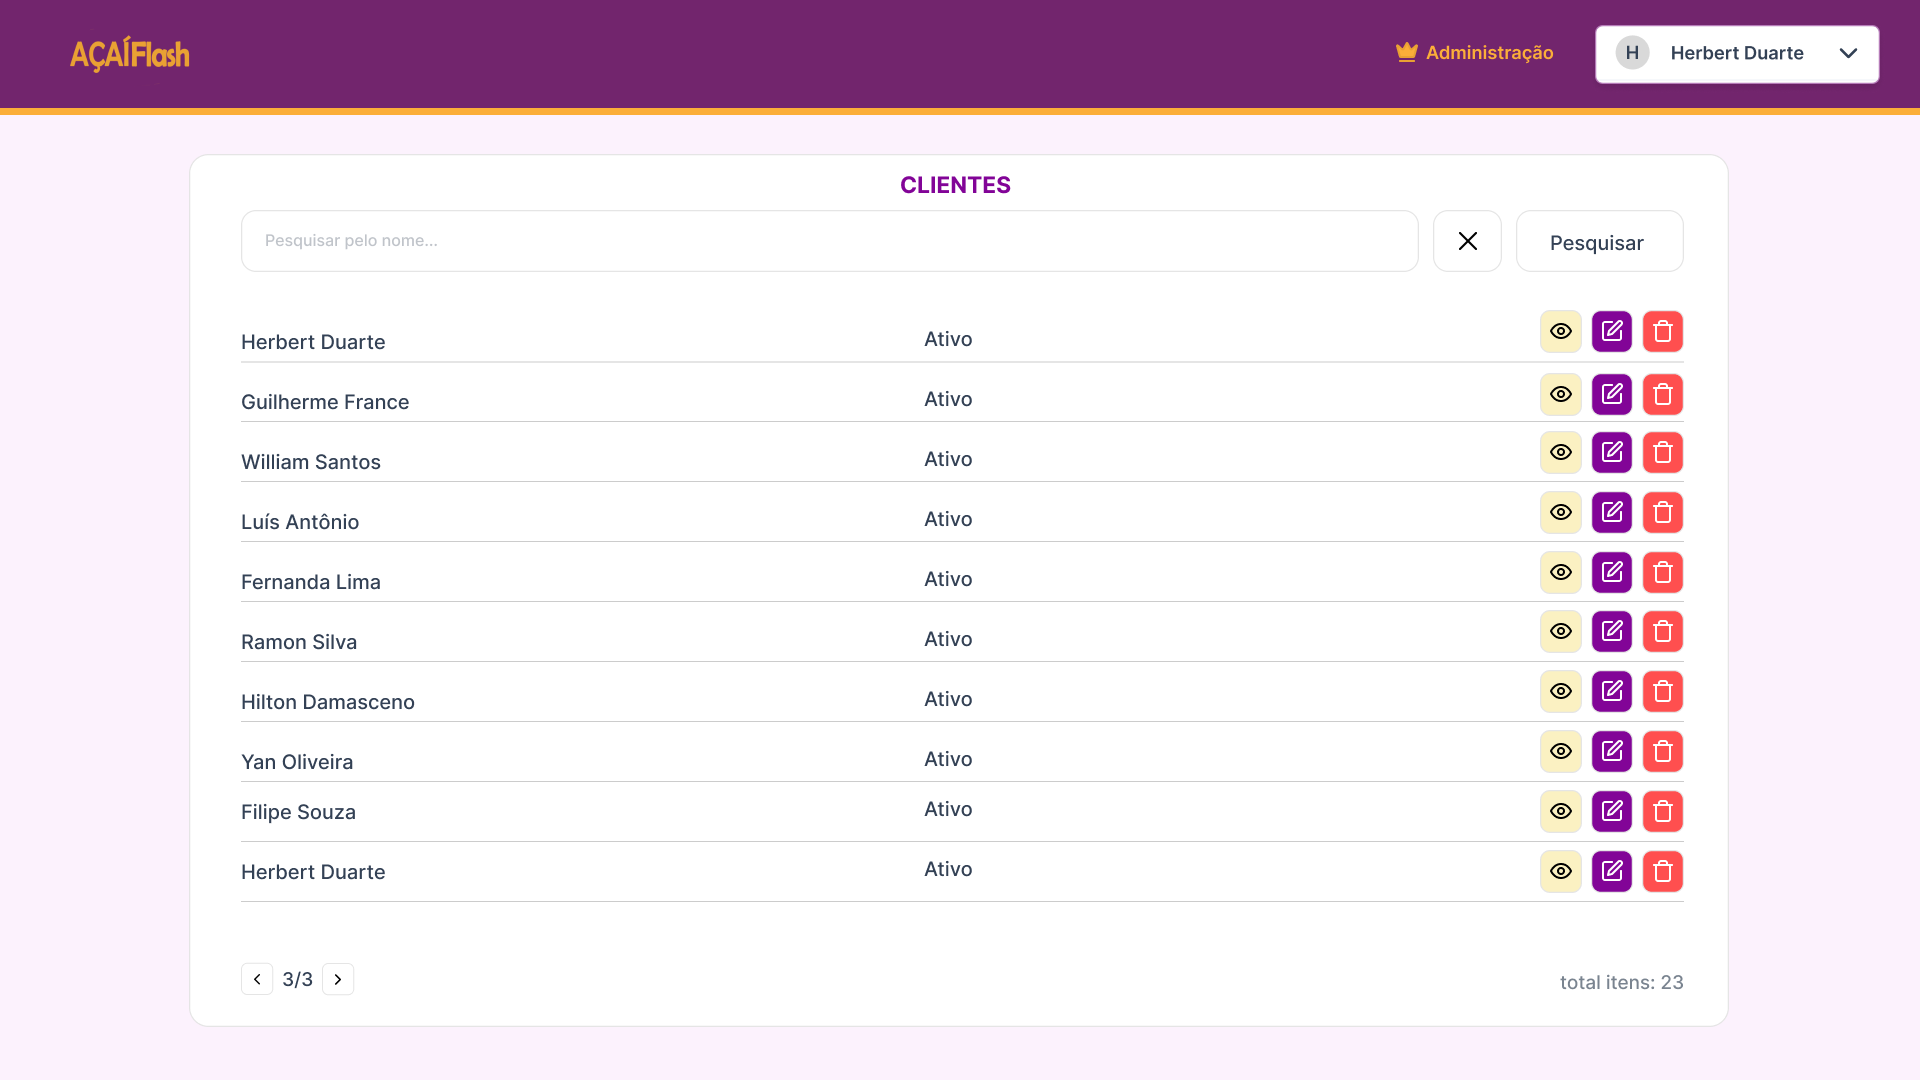 AÇAÍFlash
Administração
H
Herbert Duarte
CLIENTES
Pesquisar pelo nome...
Pesquisar
Herbert Duarte Ativo
Guilherme France Ativo
William Santos Ativo
Luís Antônio Ativo
Fernanda Lima Ativo
Ramon Silva Ativo
Hilton Damasceno Ativo
Yan Oliveira Ativo
Filipe Souza Ativo
Herbert Duarte Ativo
3/3
total itens: 23